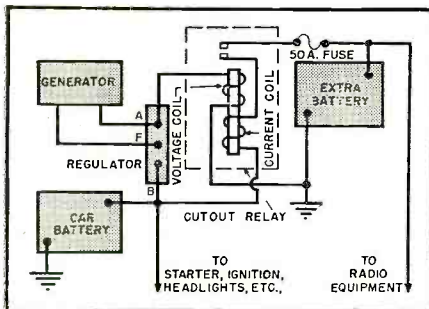 GENERATOR
A
F
REGULATOR
B
VOLTAGE COIL
CURRENT COIL
50 A. FUSE
EXTRA
BATTERY
CAR
BATTERY
CUTOUT RELAY
TO
STARTER, IGNITION,
HEADLIGHTS, ETC.,
TO
RADIO
EQUIPMENT